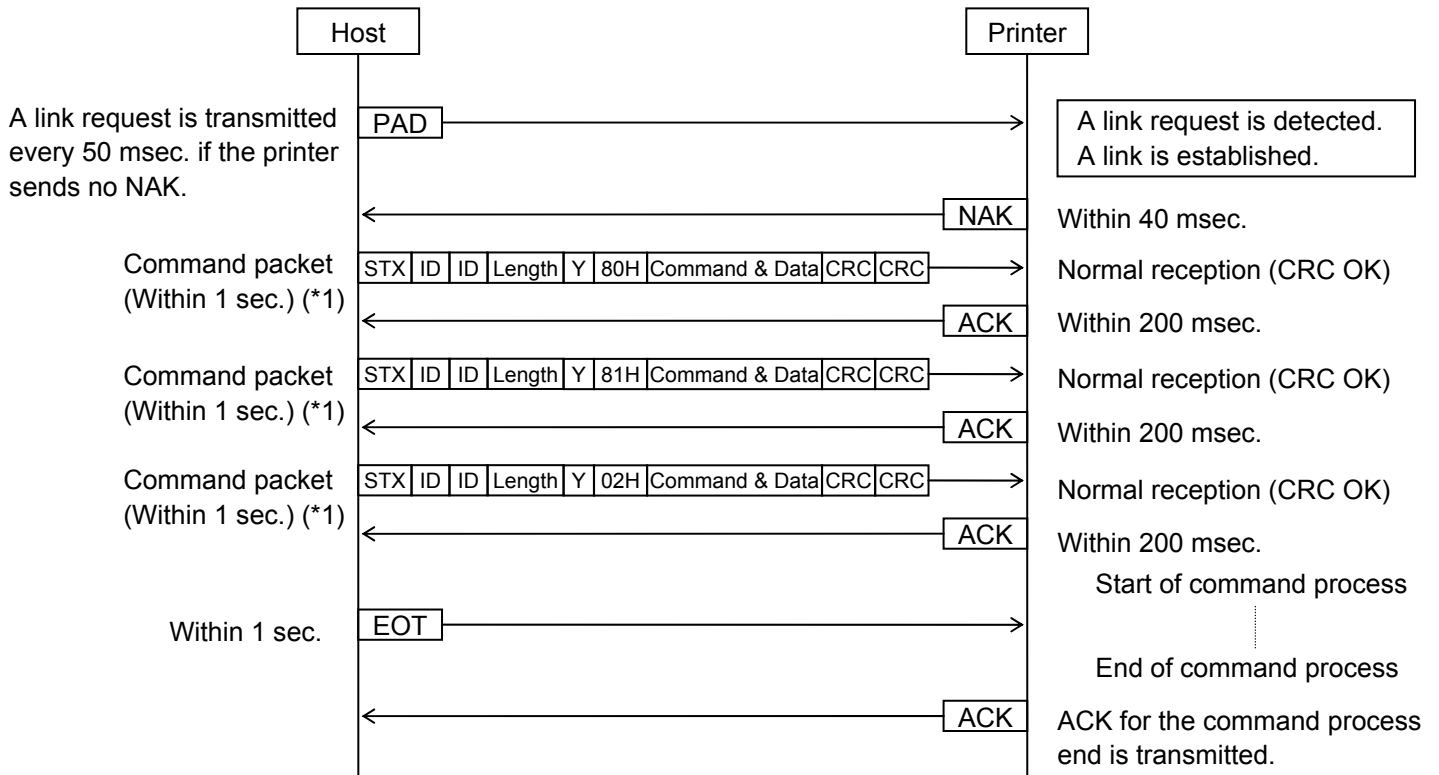 Host
Printer
A link request is transmitted
every 50 msec. if the printer
sends no NAK.
PAD
A link request is detected.
A link is established.
NAK
Within 40 msec.
Command packet
(Within 1 sec.) (*1)
STX ID ID Length Y 80H Command & Data CRC CRC
Normal reception (CRC OK)
ACK
Within 200 msec.
Command packet
(Within 1 sec.) (*1)
STX ID ID Length Y 81H Command & Data CRC CRC
Normal reception (CRC OK)
ACK
Within 200 msec.
Command packet
(Within 1 sec.) (*1)
STX ID ID Length Y 02H Command & Data CRC CRC
Normal reception (CRC OK)
ACK
Within 200 msec.
Start of command process
Within 1 sec.
EOT
End of command process
ACK
ACK for the command process
end is transmitted.